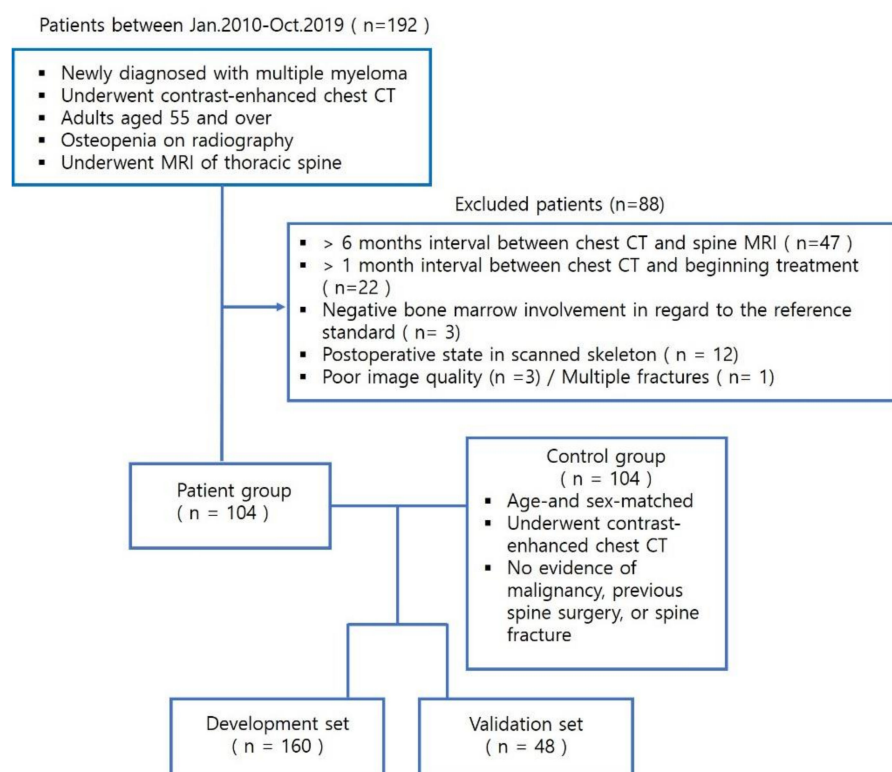 Patients between Jan.2010-Oct.2019 ( n=192 )
▪ Newly diagnosed with multiple myeloma
▪ Underwent contrast-enhanced chest CT
▪ Adults aged 55 and over
▪ Osteopenia on radiography
▪ Underwent MRI of thoracic spine
Excluded patients (n=88)
▪ > 6 months interval between chest CT and spine MRI ( n=47)
▪ > 1 month interval between chest CT and beginning treatment
( n=22 )
▪ Negative bone marrow involvement in regard to the reference
standard ( n= 3)
▪ Postoperative state in scanned skeleton ( n = 12)
▪ Poor image quality (n =3) / Multiple fractures ( n= 1)
Patient group
( n = 104 )
Control group
( n = 104 )
▪ Age-and sex-matched
▪ Underwent contrast-
enhanced chest CT
▪ No evidence of
malignancy, previous
spine surgery, or spine
fracture
Development set
( n = 160 )
Validation set
( n = 48 )